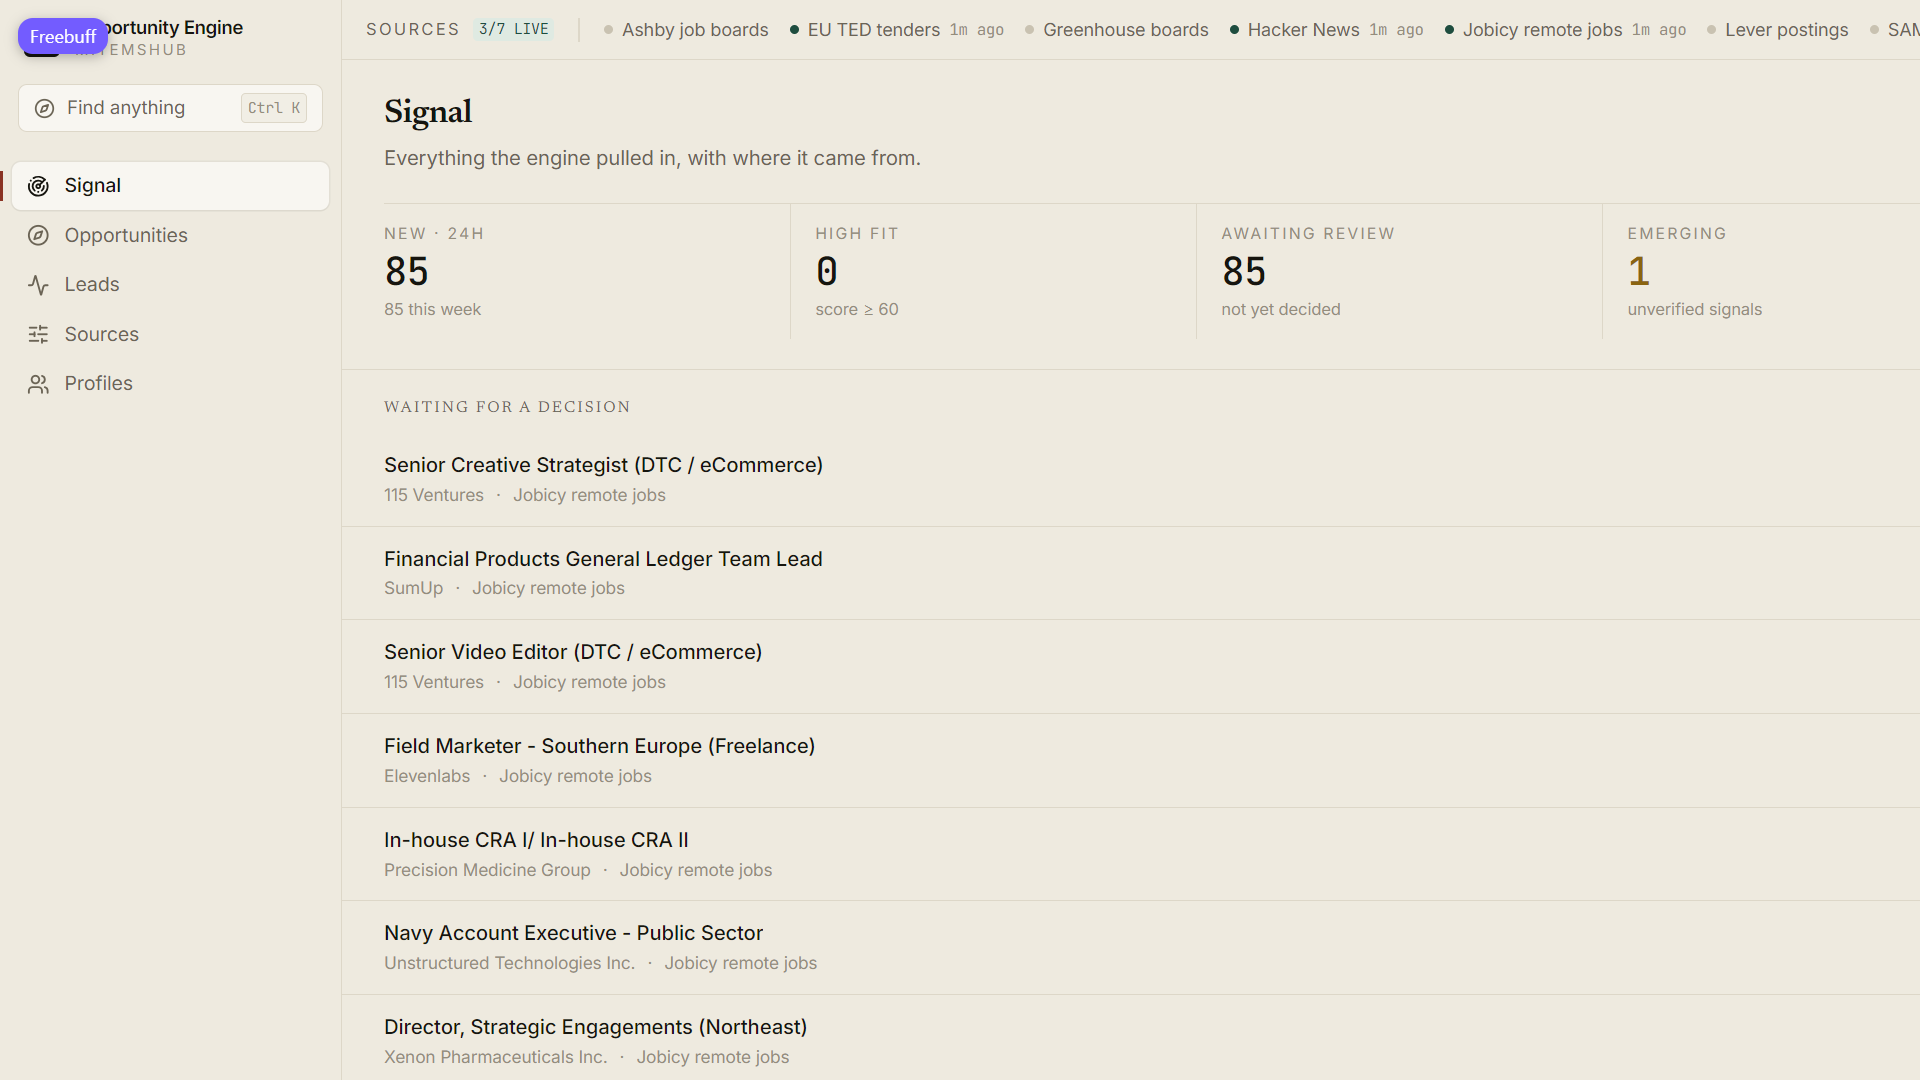 Freebuff
portunity Engine
TEMSHUB
Find anything
Ctrl K
Signal
Opportunities
Leads
Sources
Profiles
SOURCES 3/7 LIVE Ashby job boards EU TED tenders 1m ago Greenhouse boards Hacker News 1m ago Jobicy remote jobs 1m ago Lever postings SAM
Signal
Everything the engine pulled in, with where it came from.
NEW · 24H
85
85 this week
HIGH FIT
0
score ≥ 60
AWAITING REVIEW
85
not yet decided
EMERGING
1
unverified signals
WAITING FOR A DECISION
Senior Creative Strategist (DTC / eCommerce)
115 Ventures · Jobicy remote jobs
Financial Products General Ledger Team Lead
SumUp · Jobicy remote jobs
Senior Video Editor (DTC / eCommerce)
115 Ventures · Jobicy remote jobs
Field Marketer - Southern Europe (Freelance)
Elevenlabs · Jobicy remote jobs
In-house CRA I/ In-house CRA II
Precision Medicine Group · Jobicy remote jobs
Navy Account Executive - Public Sector
Unstructured Technologies Inc. · Jobicy remote jobs
Director, Strategic Engagements (Northeast)
Xenon Pharmaceuticals Inc. · Jobicy remote jobs